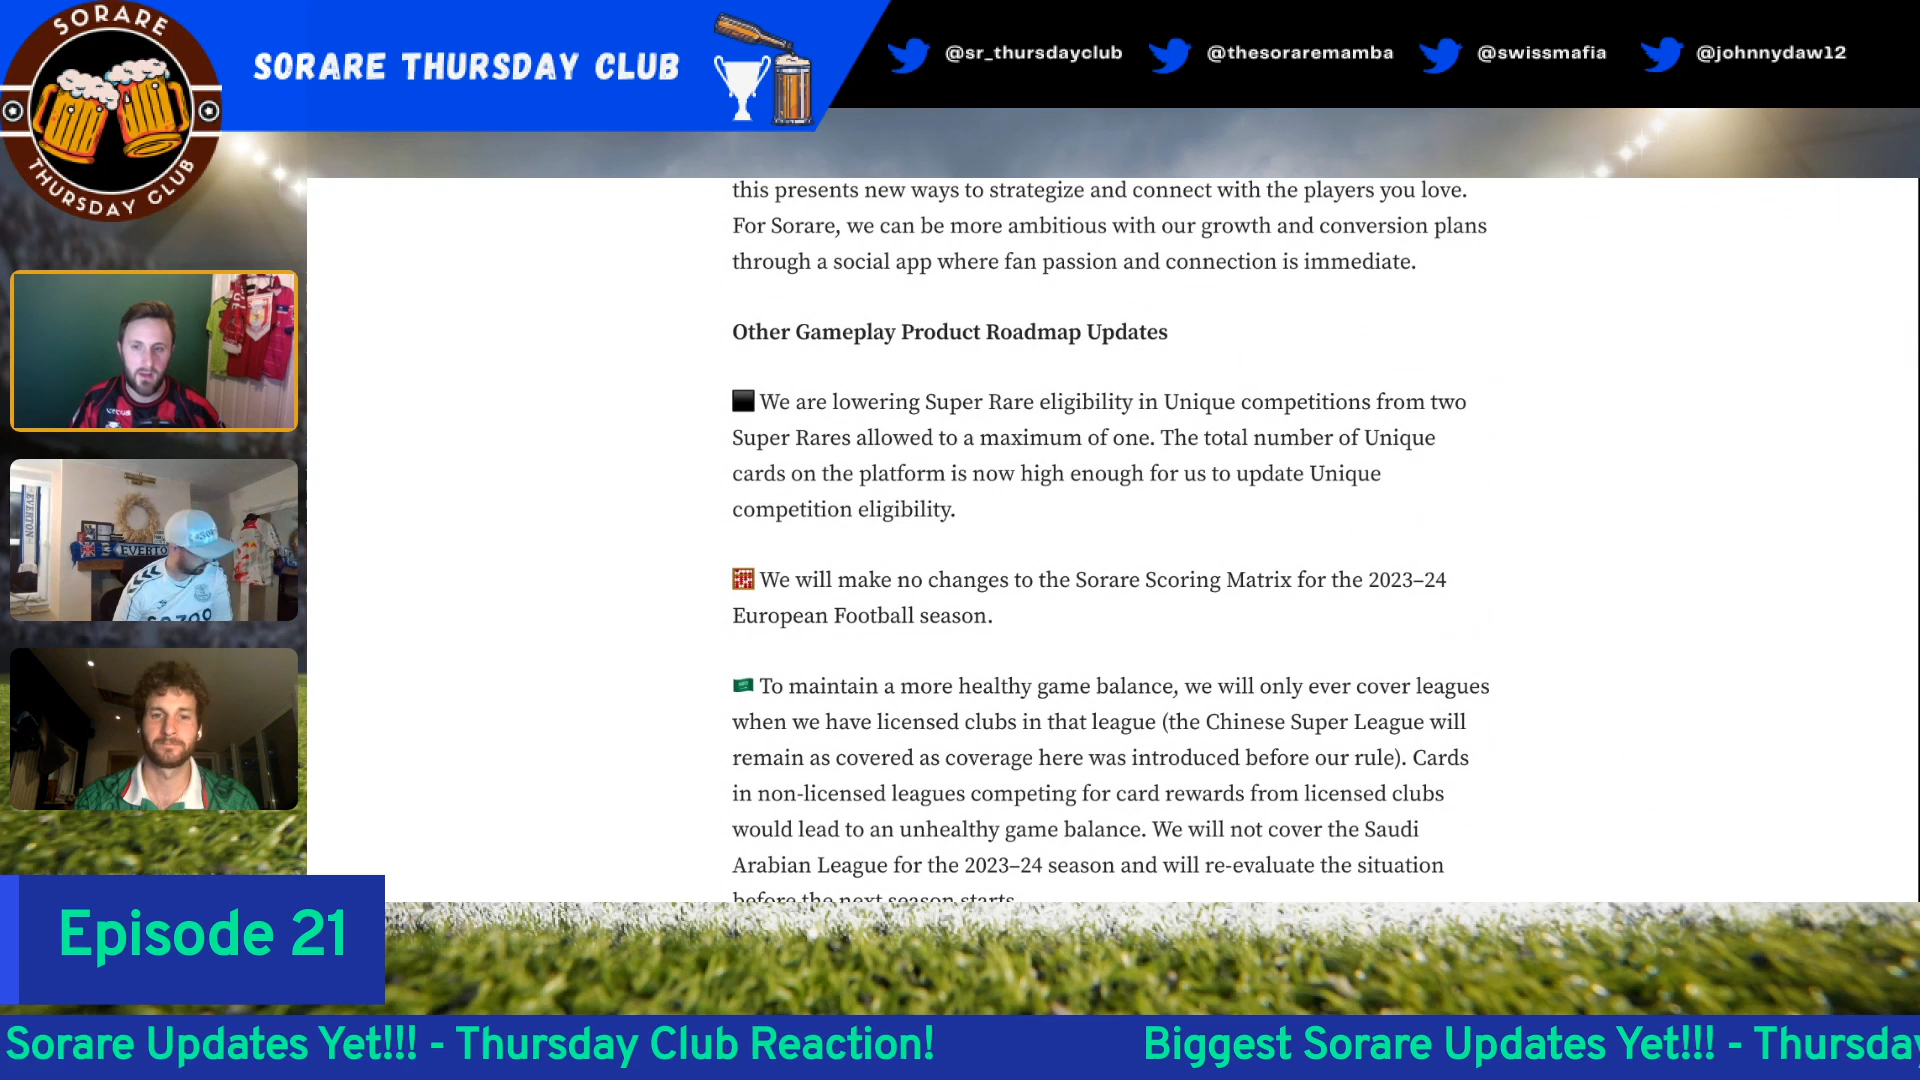 SORARE
THURSDAY CLUB
SORARE THURSDAY CLUB
@sr_thursdayclub
@thesoraremamba
@swissmafia
@johnnydaw12
this presents new ways to strategize and connect with the players you love.
For Sorare, we can be more ambitious with our growth and conversion plans
through a social app where fan passion and connection is immediate.
Other Gameplay Product Roadmap Updates
We are lowering Super Rare eligibility in Unique competitions from two
Super Rares allowed to a maximum of one. The total number of Unique
cards on the platform is now high enough for us to update Unique
competition eligibility.
We will make no changes to the Sorare Scoring Matrix for the 2023–24
European Football season.
To maintain a more healthy game balance, we will only ever cover leagues
when we have licensed clubs in that league (the Chinese Super League will
remain as covered as coverage here was introduced before our rule). Cards
in non-licensed leagues competing for card rewards from licensed clubs
would lead to an unhealthy game balance. We will not cover the Saudi
Arabian League for the 2023–24 season and will re-evaluate the situation
before the next season starts.
EVERTON
EVERTO
Episode 21
Sorare Updates Yet!!! - Thursday Club Reaction!
Biggest Sorare Updates Yet!!! - Thursday